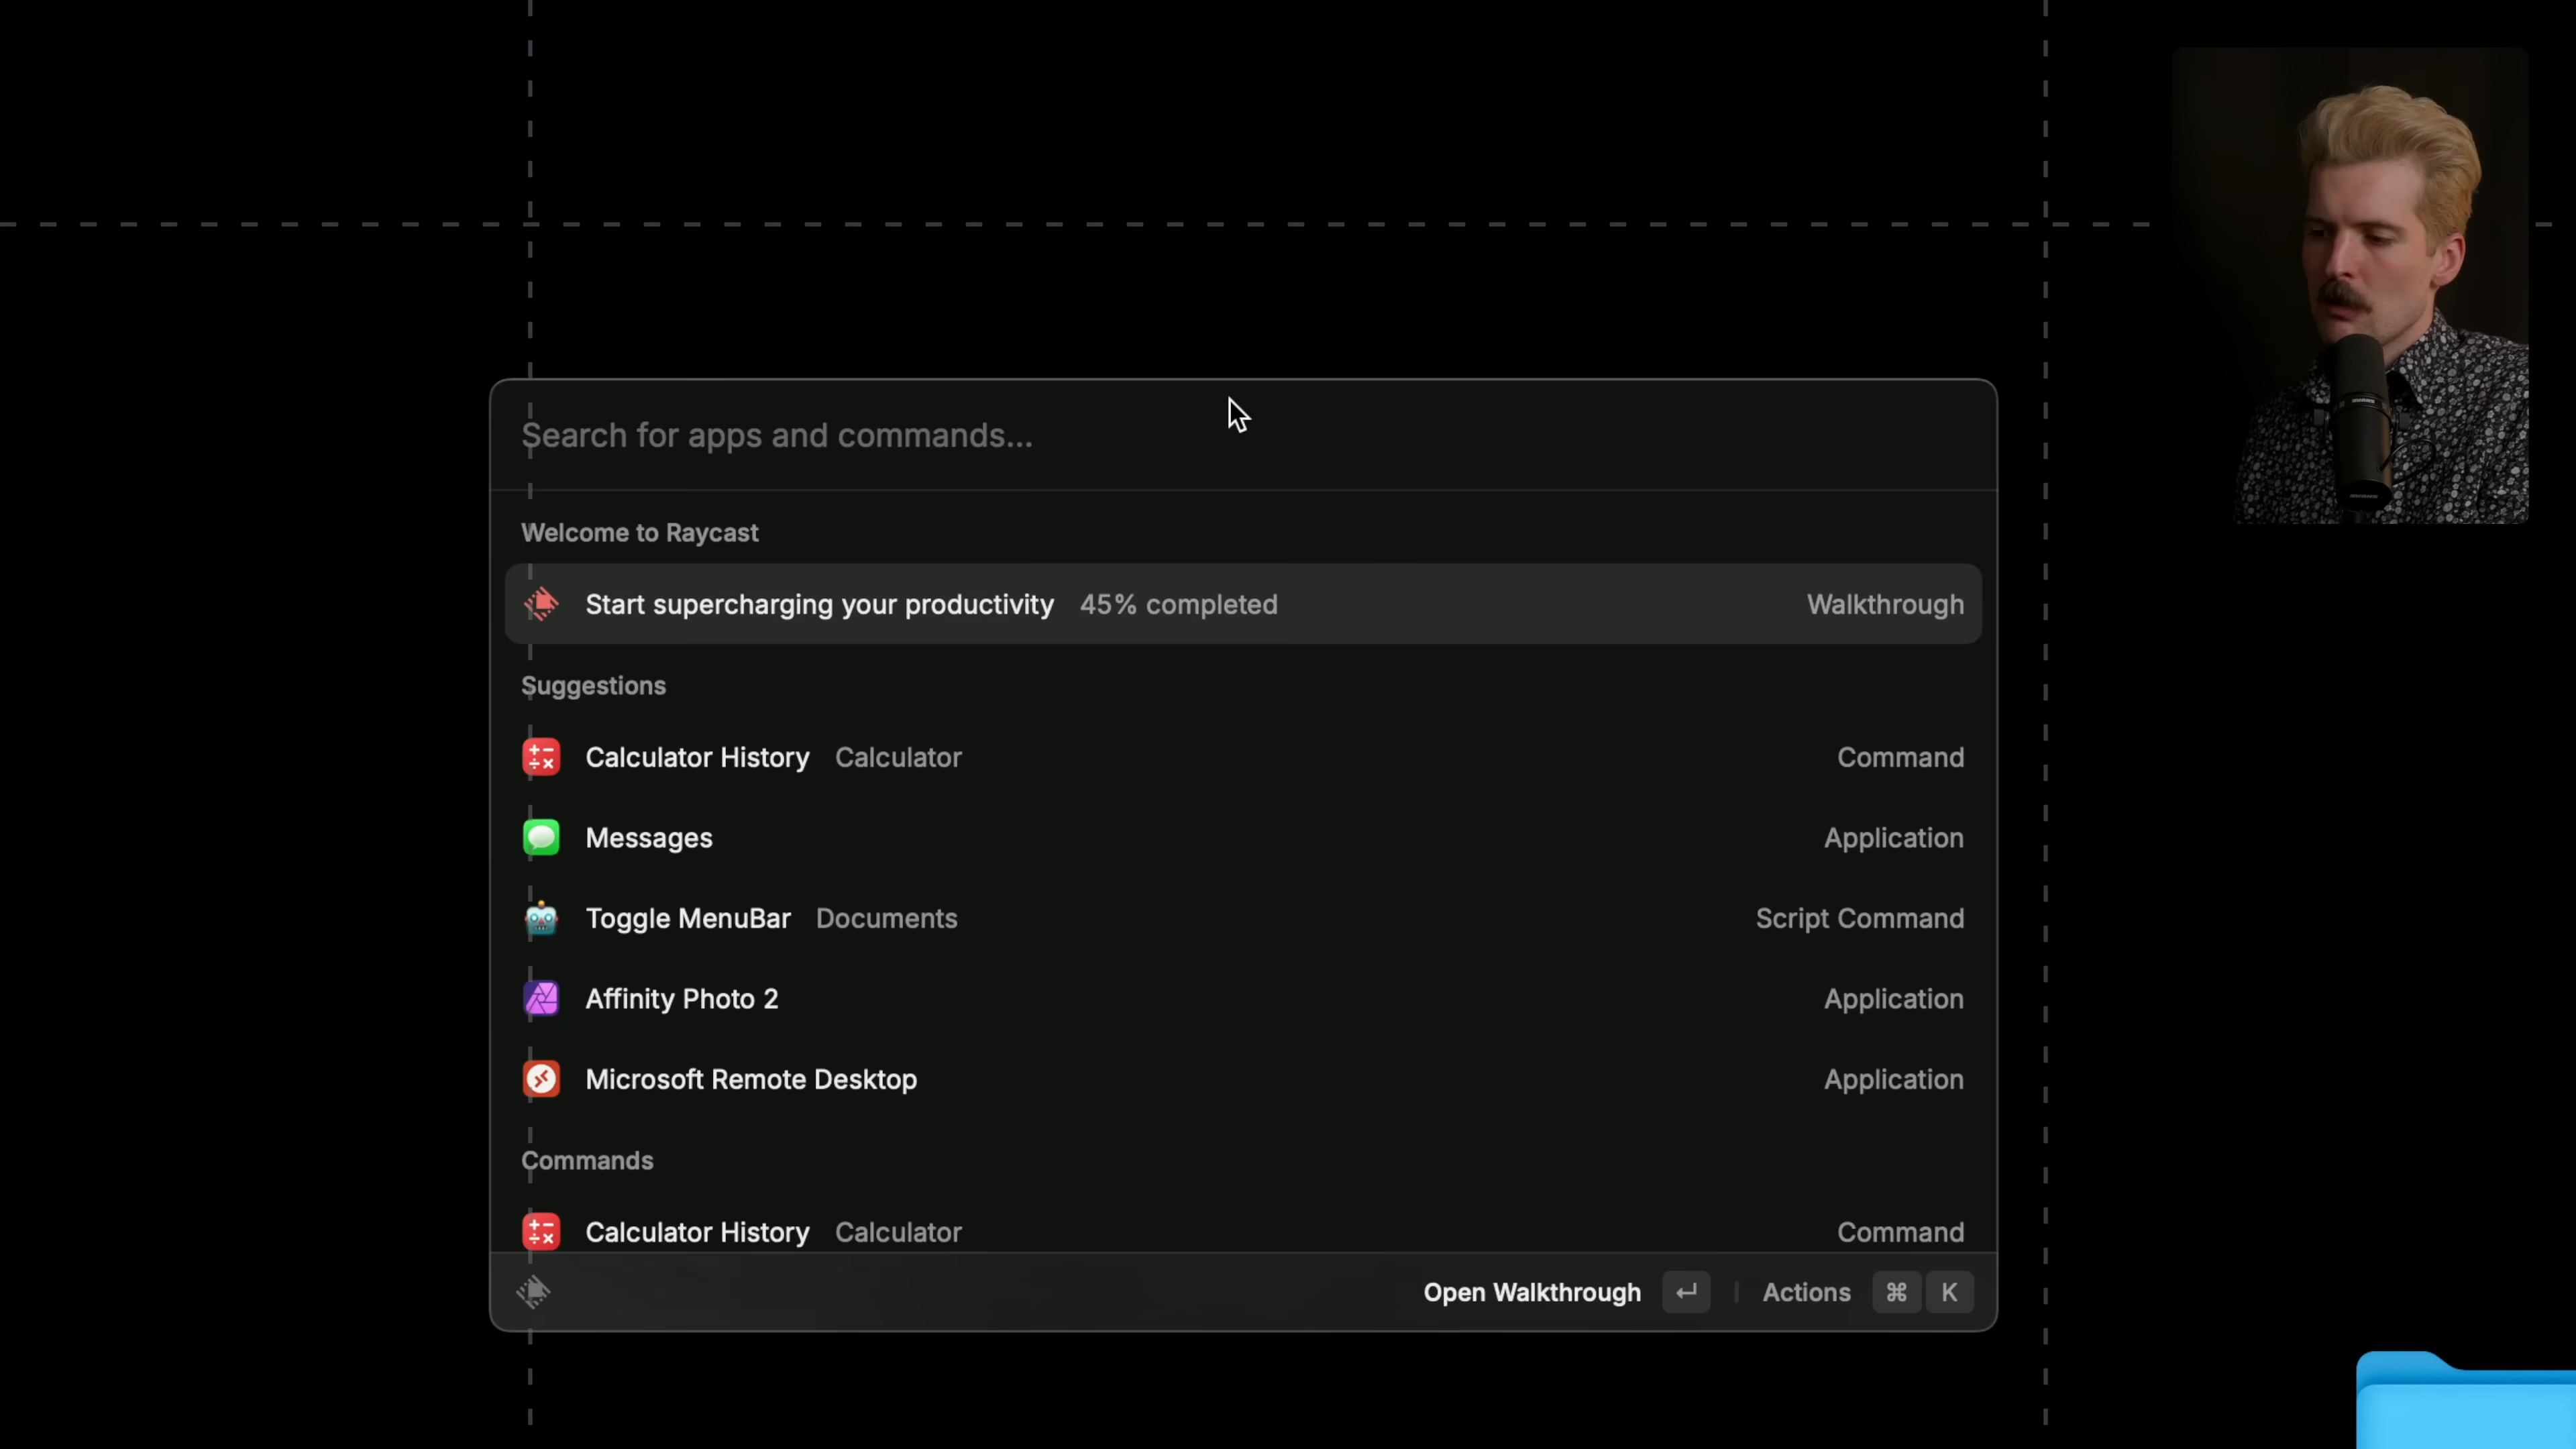 Search for apps and commands...
Welcome to Raycast
Start supercharging your productivity 45% completed Walkthrough
Suggestions
Calculator History Calculator Command
Messages Application
Toggle MenuBar Documents Script Command
Affinity Photo 2 Application
Microsoft Remote Desktop Application
Commands
Calculator History Calculator Command
Open Walkthrough ↵ Actions ⌘ K